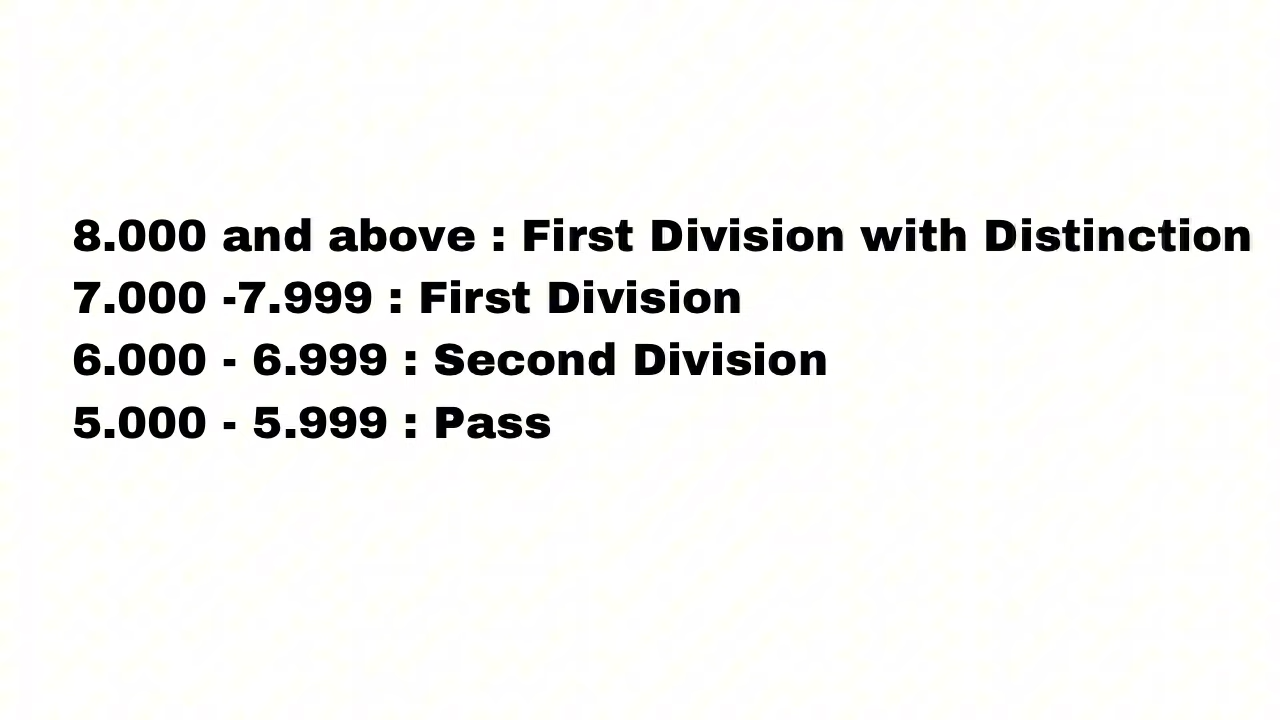 8.000 and above : First Division with Distinction
7.000 -7.999 : First Division
6.000 - 6.999 : Second Division
5.000 - 5.999 : Pass